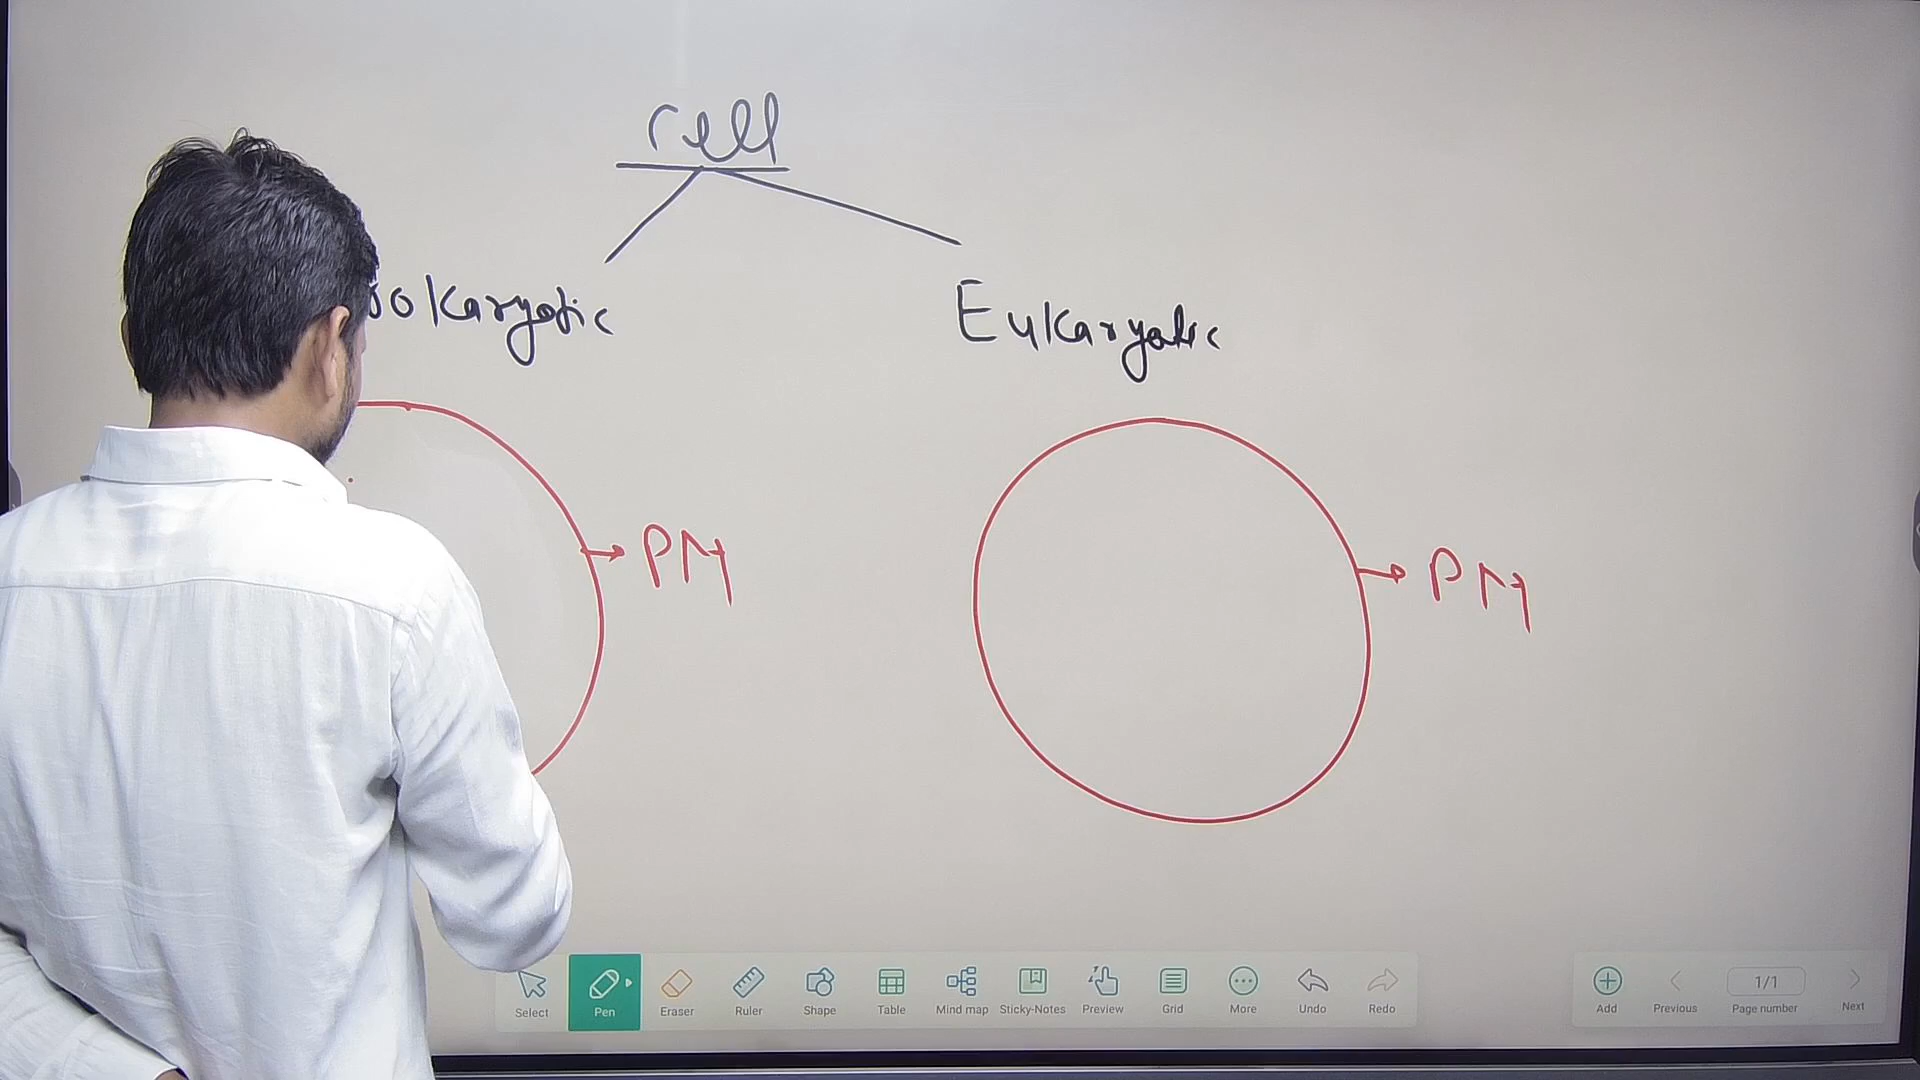 cell
okaryotic
Eukaryotic
PM
PM
Select
Pen
Eraser
Ruler
Shape
Table
Mind map
Sticky-Notes
Preview
Grid
More
Undo
Redo
Add
Previous
1/1
Page number
Next